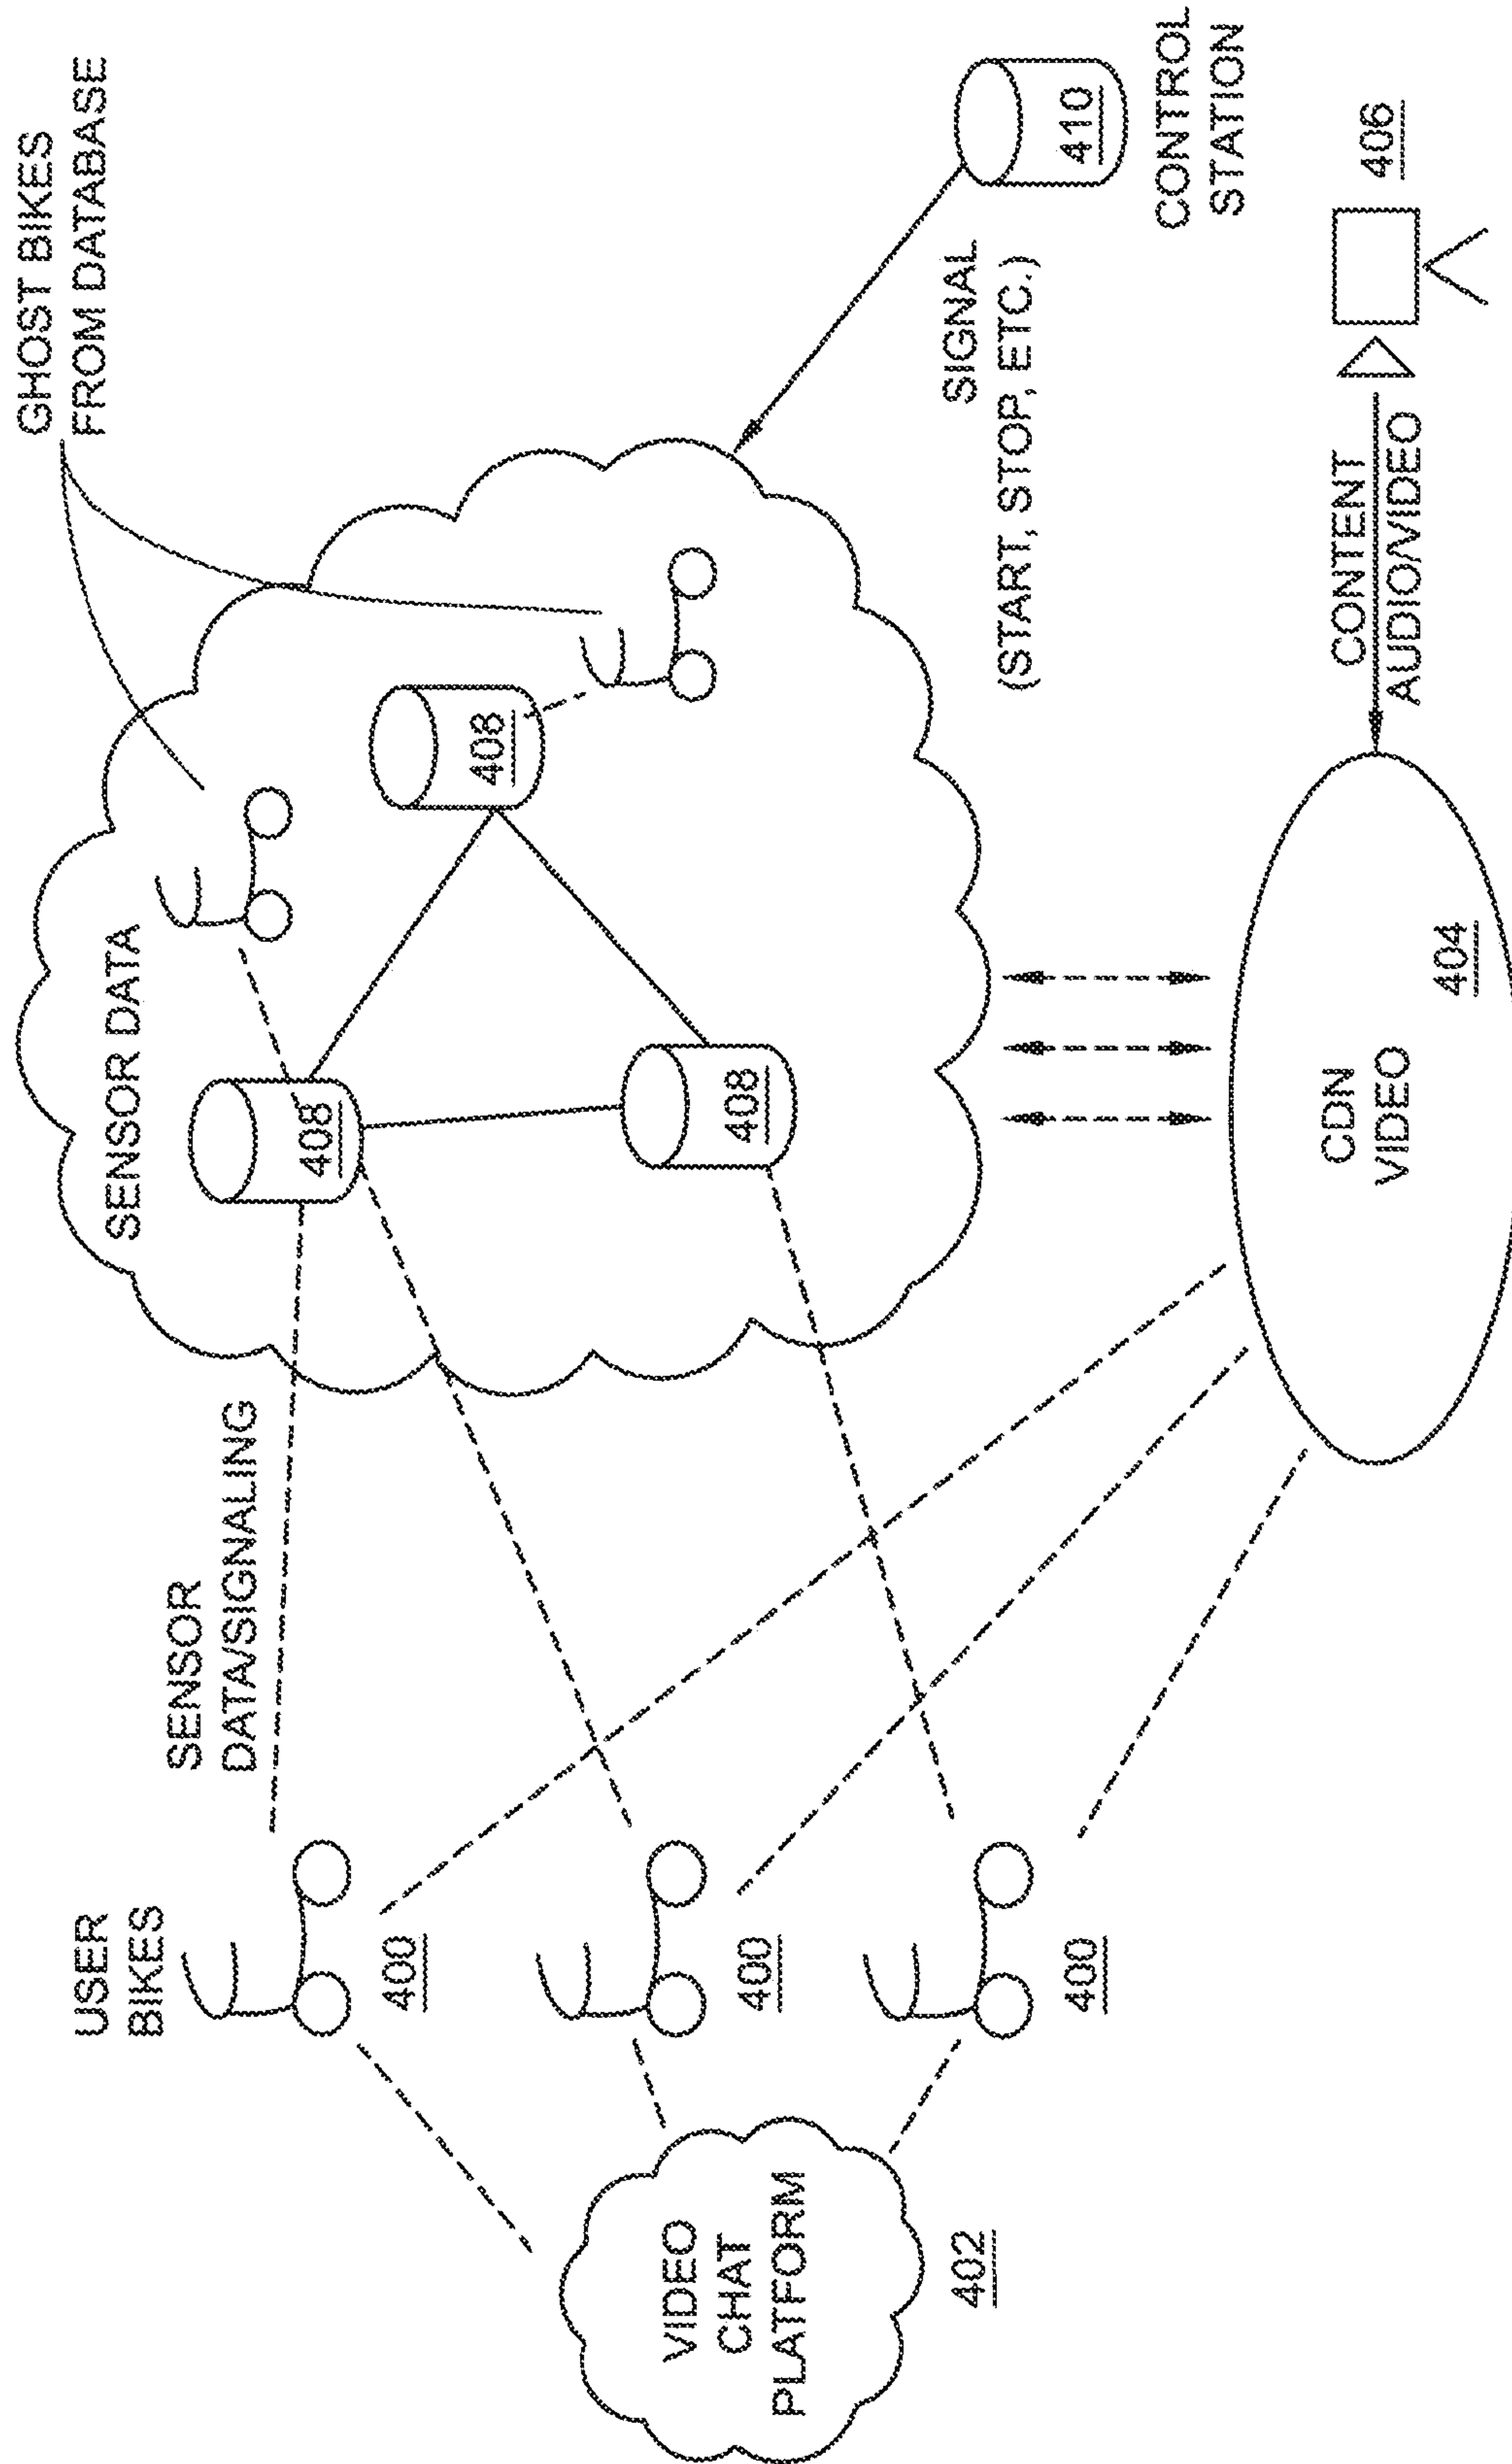 GHOST BIKES
FROM DATABASE
USER
BIKES
SENSOR
DATA/SIGNALING
SENSOR DATA
400
400
400
408
408
408
VIDEO
CHAT
PLATFORM
402
410
CONTROL
STATION
SIGNAL
(START, STOP, ETC.)
CDN
VIDEO
404
CONTENT
AUDIO/VIDEO
406